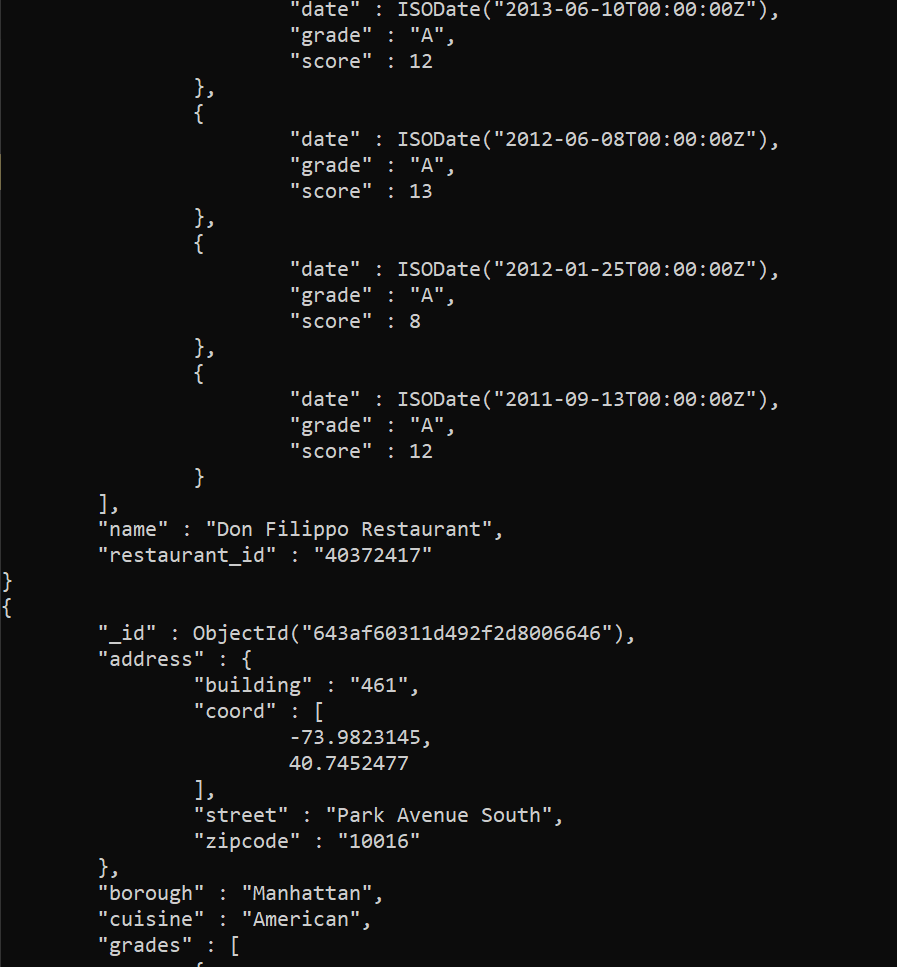 "date" : ISODate("2013-06-10T00:00:00Z"),
"grade" : "A",
"score" : 12
},
{
"date" : ISODate("2012-06-08T00:00:00Z"),
"grade" : "A",
"score" : 13
},
{
"date" : ISODate("2012-01-25T00:00:00Z"),
"grade" : "A",
"score" : 8
},
{
"date" : ISODate("2011-09-13T00:00:00Z"),
"grade" : "A",
"score" : 12
}
],
"name" : "Don Filippo Restaurant",
"restaurant_id" : "40372417"
}
{
"_id" : ObjectId("643af60311d492f2d8006646"),
"address" : {
"building" : "461",
"coord" : [
-73.9823145,
40.7452477
],
"street" : "Park Avenue South",
"zipcode" : "10016"
},
"borough" : "Manhattan",
"cuisine" : "American",
"grades" : [
{